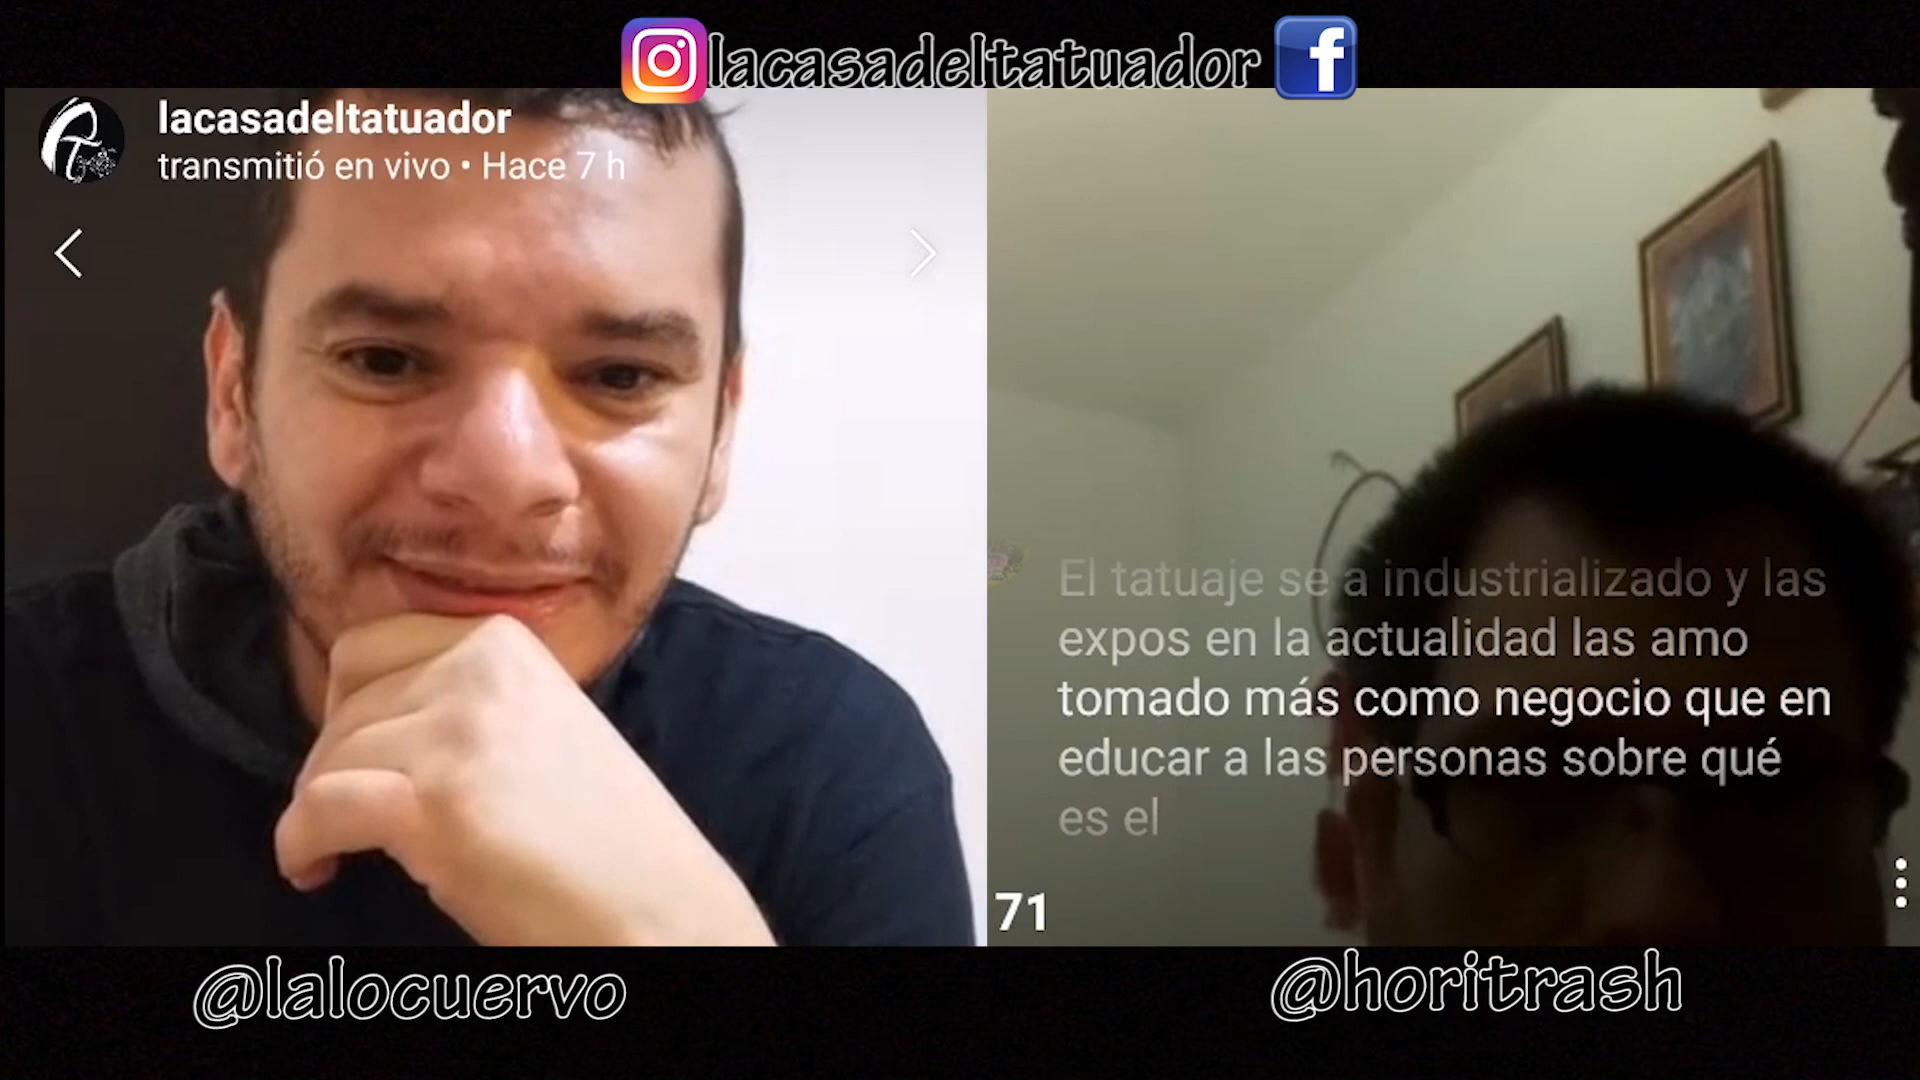 lacasadeltatuador
lacasadeltatuador
transmitió en vivo • Hace 7 h
El tatuaje se a industrializado y las
expos en la actualidad las amo
tomado más como negocio que en
educar a las personas sobre qué
es el
71
@lalocuervo
@horitrash